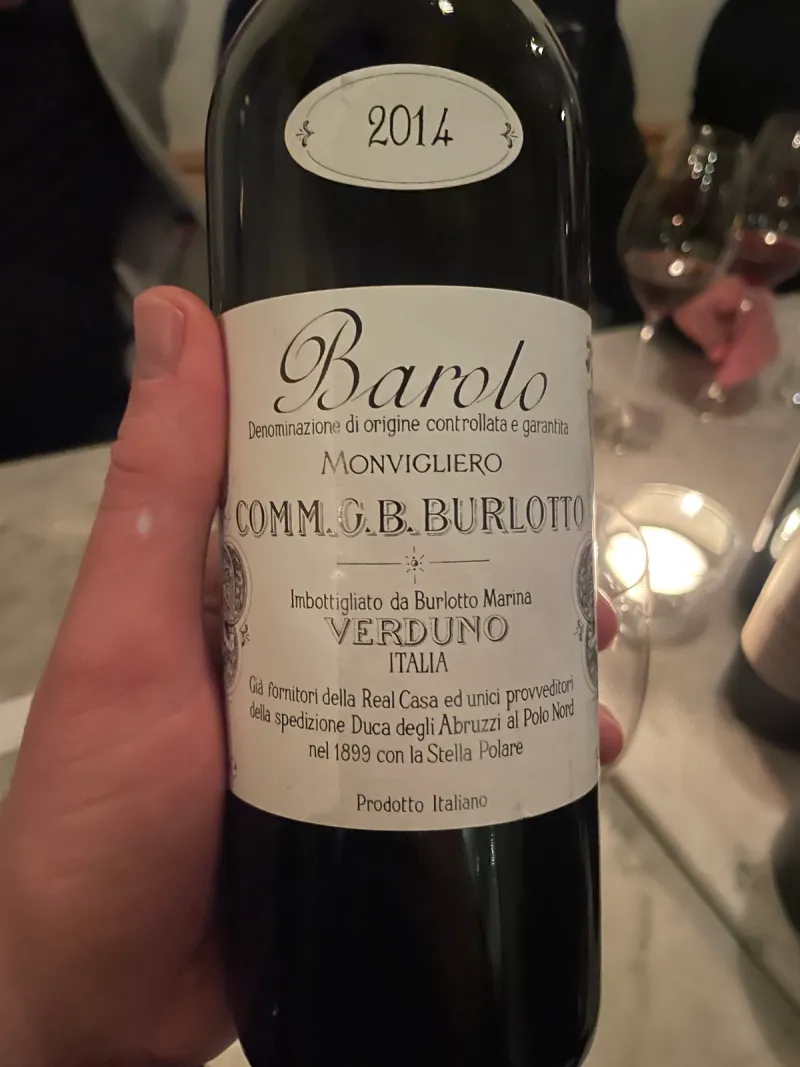 2014
Barolo
Denominazione di origine controllata e garantita
MONVIGLIERO
COMM. G. B. BURLOTTO
Imbottigliato da Burlotto Marina
VERDUNO
ITALIA
Già fornitori della Real Casa ed unici provveditori
della spedizione Duca degli Abruzzi al Polo Nord
nel 1899 con la Stella Polare
Prodotto Italiano